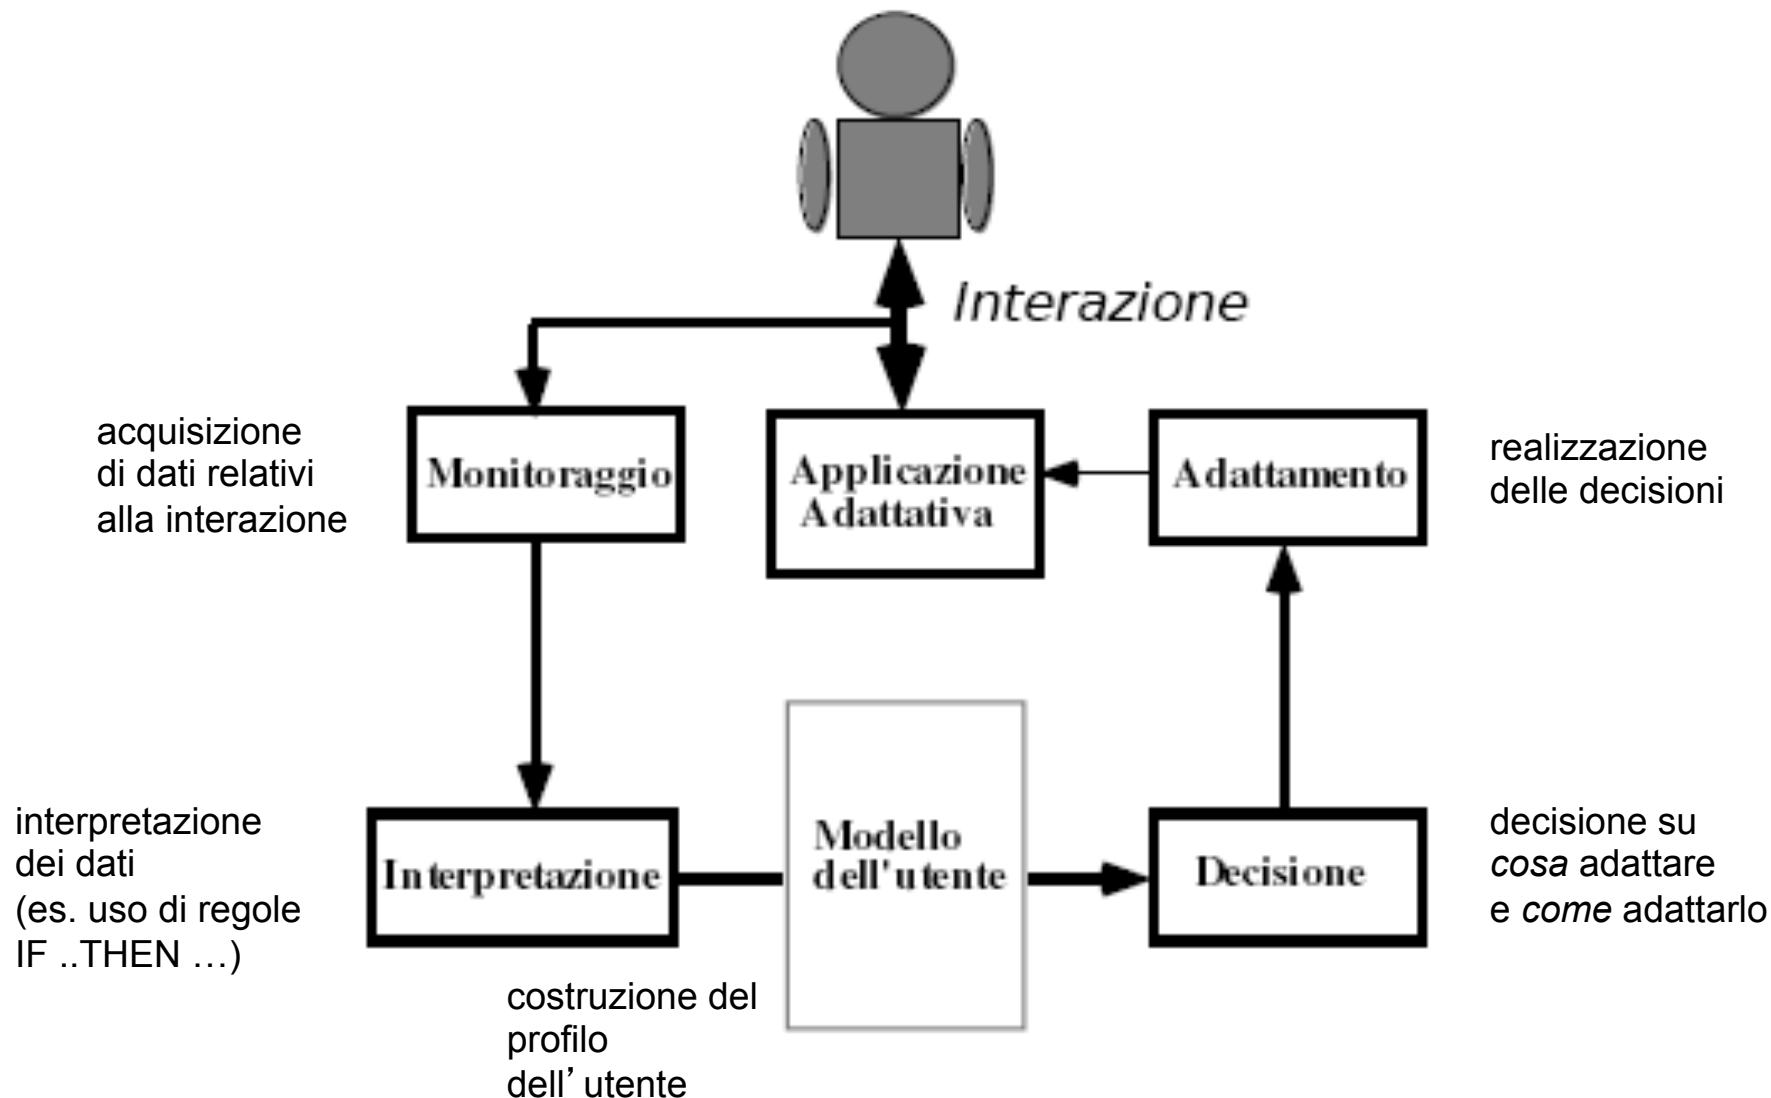 Interazione
acquisizione
di dati relativi
alla interazione
Monitoraggio
Applicazione
Adattativa
Adattamento
realizzazione
delle decisioni
interpretazione
dei dati
(es. uso di regole
IF ..THEN …)
Interpretazione
costruzione del
profilo
dell’ utente
Modello
dell'utente
Decisione
decisione su
cosa adattare
e come adattarlo